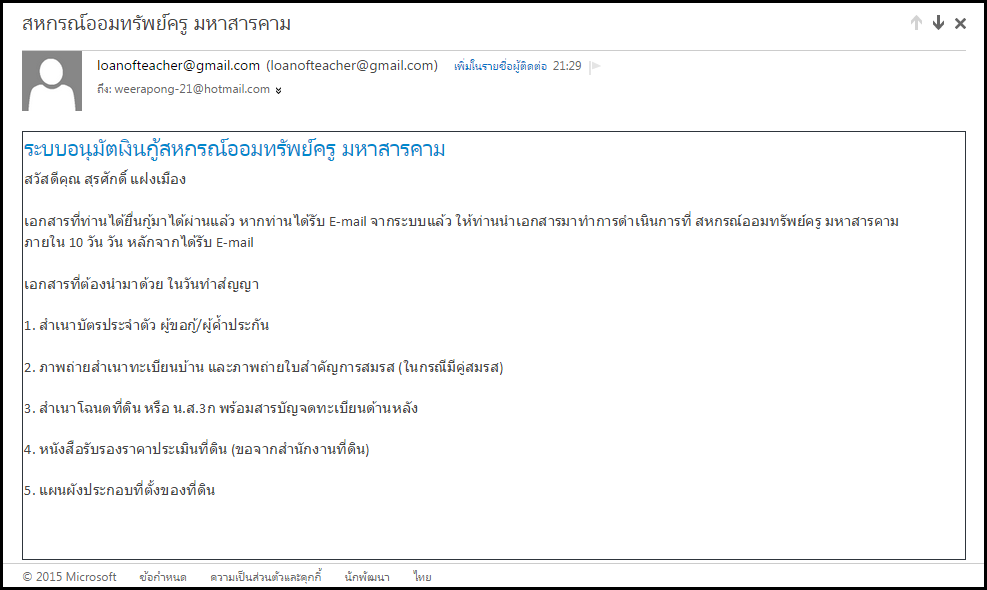 สหกรณ์ออมทรัพย์ครู มหาสารคาม
loanofteacher@gmail.com (loanofteacher@gmail.com) เพิ่มในรายชื่อผู้ติดต่อ 21:29
ถึง: weerapong-21@hotmail.com
ระบบอนุมัตเงินกู้สหกรณ์ออมทรัพย์ครู มหาสารคาม
สวัสดีคุณ สุรศักดิ์ แฝงเมือง
เอกสารที่ท่านได้ยื่นกู้มาได้ผ่านแล้ว หากท่านได้รับ E-mail จากระบบแล้ว ให้ท่านนำเอกสารมาทำการดำเนินการที่ สหกรณ์ออมทรัพย์ครู มหาสารคาม
ภายใน 10 วัน วัน หลักจากได้รับ E-mail
เอกสารที่ต้องนำมาด้วย ในวันทำสํญญา
1. สำเนาบัตรประจำตัว ผู้ขอกู้/ผู้ค้ำประกัน
2. ภาพถ่ายสำเนาทะเบียนบ้าน และภาพถ่ายใบสำคัญการสมรส (ในกรณีมีคู่สมรส)
3. สำเนาโฉนดที่ดิน หรือ น.ส.3ก พร้อมสารบัญจดทะเบียนด้านหลัง
4. หนังสือรับรองราคาประเมินที่ดิน (ขอจากสำนักงานที่ดิน)
5. แผนผังประกอบที่ตั้งของที่ดิน
© 2015 Microsoft ข้อกำหนด ความเป็นส่วนตัวและคุกกี้ นักพัฒนา ไทย